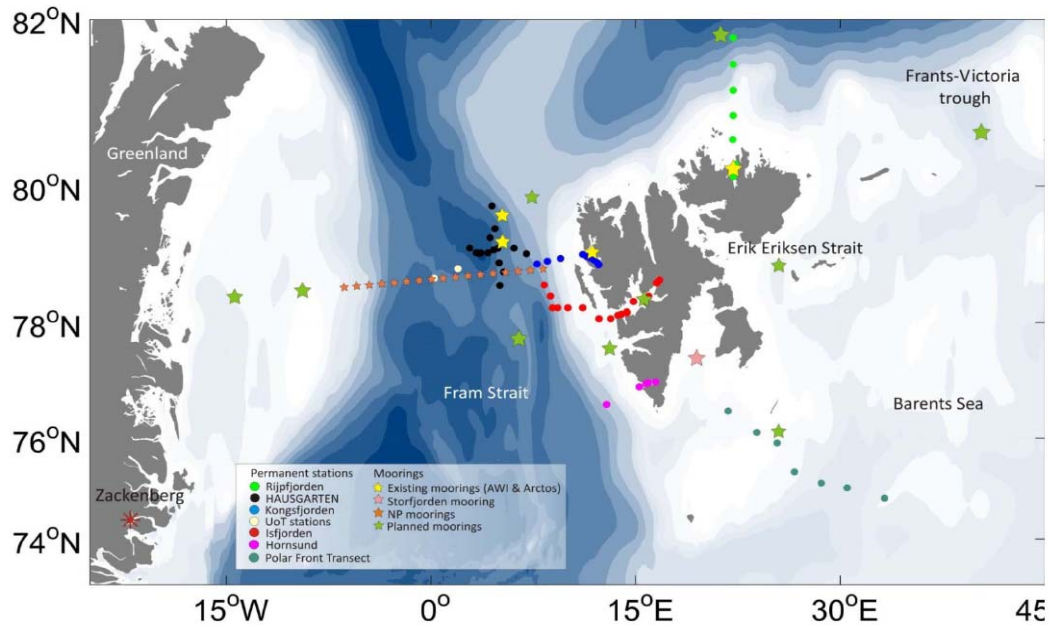 82°N
80°N
78°N
76°N
74°N
Greenland
Frants-Victoria
trough
Erik Eriksen Strait
Fram Strait
Barents Sea
Zackenberg
Permanent stations
Rijpfjorden
HAUSGARTEN
Kongsfjorden
UoT stations
Isfjorden
Hornsund
Polar Front Transect
Moorings
Existing moorings (AWI & Arctos)
Storfjorden mooring
NP moorings
Planned moorings
15°W
0°
15°E
30°E
45